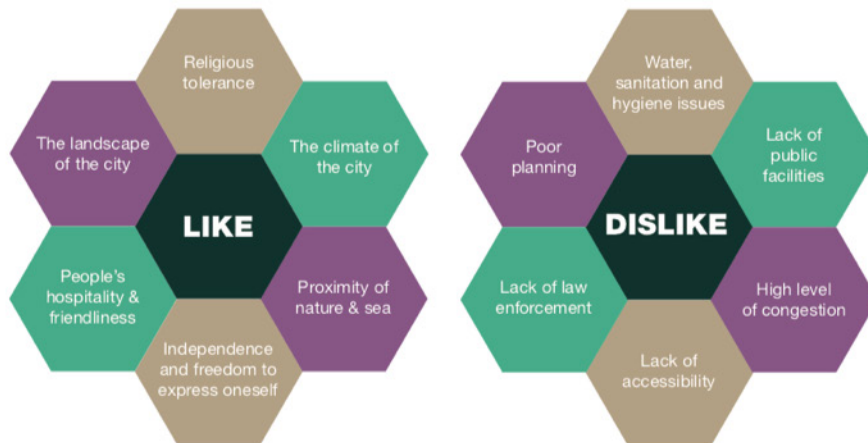 Religious
tolerance
The landscape
of the city
The climate of
the city
LIKE
People's
hospitality &
friendliness
Proximity of
nature & sea
Independence
and freedom to
express oneself
Water,
sanitation and
hygiene issues
Poor
planning
Lack of
public
facilities
DISLIKE
Lack of law
enforcement
High level
of congestion
Lack of
accessibility